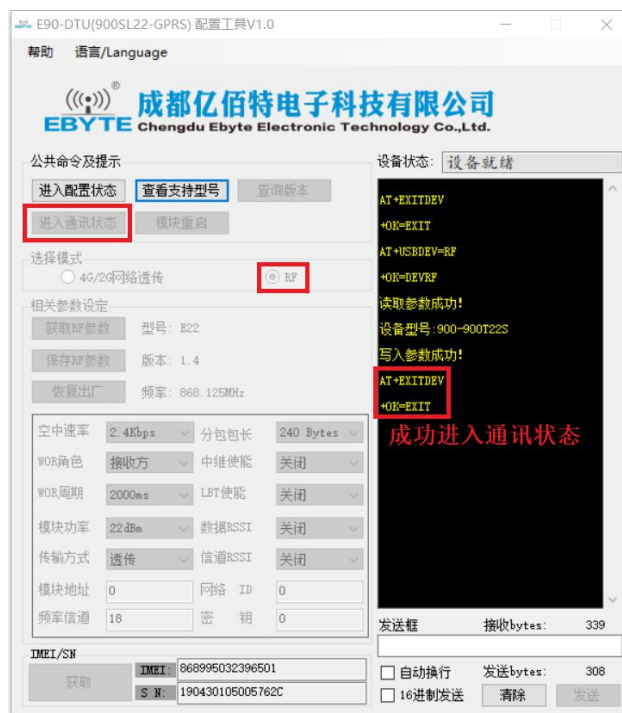 E90-DTU(900SL22-GPRS) 配置工具V1.0
帮助 语言/Language
EBYTE ® 成都亿佰特电子科技有限公司
Chengdu Ebyte Electronic Technology Co.,Ltd.
公共命令及提示
进入配置状态 查看支持型号 查询版本
进入通讯状态 模块重启
选择模式
4G/2G网络透传 RF
相关参数设定
获取RF参数 型号: E22
保存RF参数 版本: 1.4
恢复出厂 频率: 868.125MHz
空中速率 2.4Kbps 分包包长 240 Bytes
WOR角色 接收方 中继使能 关闭
WOR周期 2000ms LBT使能 关闭
模块功率 22dBm 数据RSSI 关闭
传输方式 透传 信道RSSI 关闭
模块地址 0 网络 ID 0
频率信道 18 密 钥 0
IMEI/SN
获取 IMEI: 868995032396501
S N: 190430105005762C
设备状态: 设备就绪
AT+EXITDEV
+OK=EXIT
AT+USBDEV=RF
+OK=DEVRF
读取参数成功!
设备型号:900-900T22S
写入参数成功!
AT+EXITDEV
+OK=EXIT
成功进入通讯状态
发送框 接收bytes: 339
自动换行 发送bytes: 308
16进制发送 清除 发送